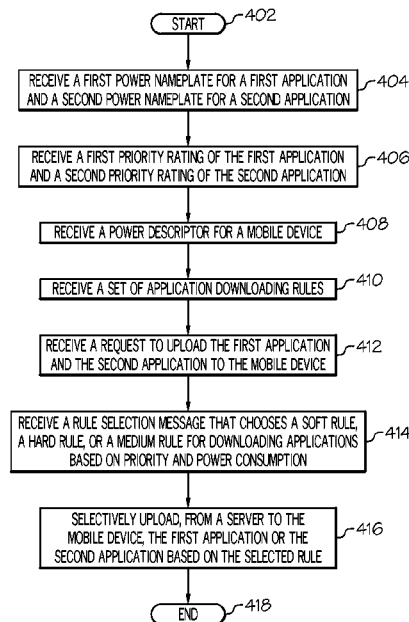 START
402
RECEIVE A FIRST POWER NAMEPLATE FOR A FIRST APPLICATION
AND A SECOND POWER NAMEPLATE FOR A SECOND APPLICATION
404
RECEIVE A FIRST PRIORITY RATING OF THE FIRST APPLICATION
AND A SECOND PRIORITY RATING OF THE SECOND APPLICATION
406
RECEIVE A POWER DESCRIPTOR FOR A MOBILE DEVICE
408
RECEIVE A SET OF APPLICATION DOWNLOADING RULES
410
RECEIVE A REQUEST TO UPLOAD THE FIRST APPLICATION
AND THE SECOND APPLICATION TO THE MOBILE DEVICE
412
RECEIVE A RULE SELECTION MESSAGE THAT CHOOSES A SOFT RULE,
A HARD RULE, OR A MEDIUM RULE FOR DOWNLOADING APPLICATIONS
BASED ON PRIORITY AND POWER CONSUMPTION
414
SELECTIVELY UPLOAD, FROM A SERVER TO THE
MOBILE DEVICE, THE FIRST APPLICATION OR THE
SECOND APPLICATION BASED ON THE SELECTED RULE
416
END
418